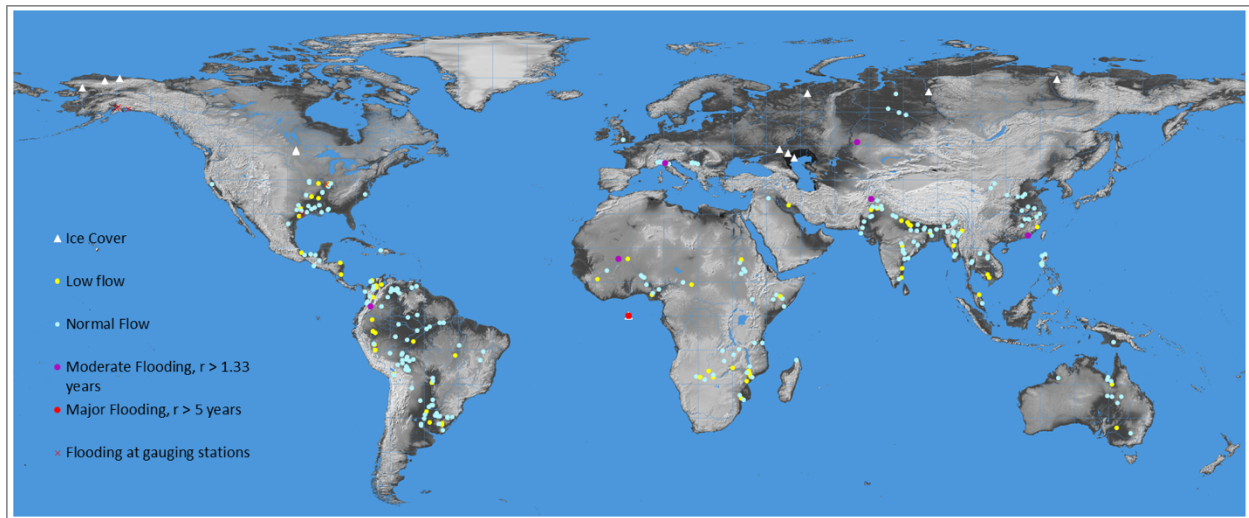 Ice Cover
Low flow
Normal Flow
Moderate Flooding, r > 1.33
years
Major Flooding, r > 5 years
Flooding at gauging stations